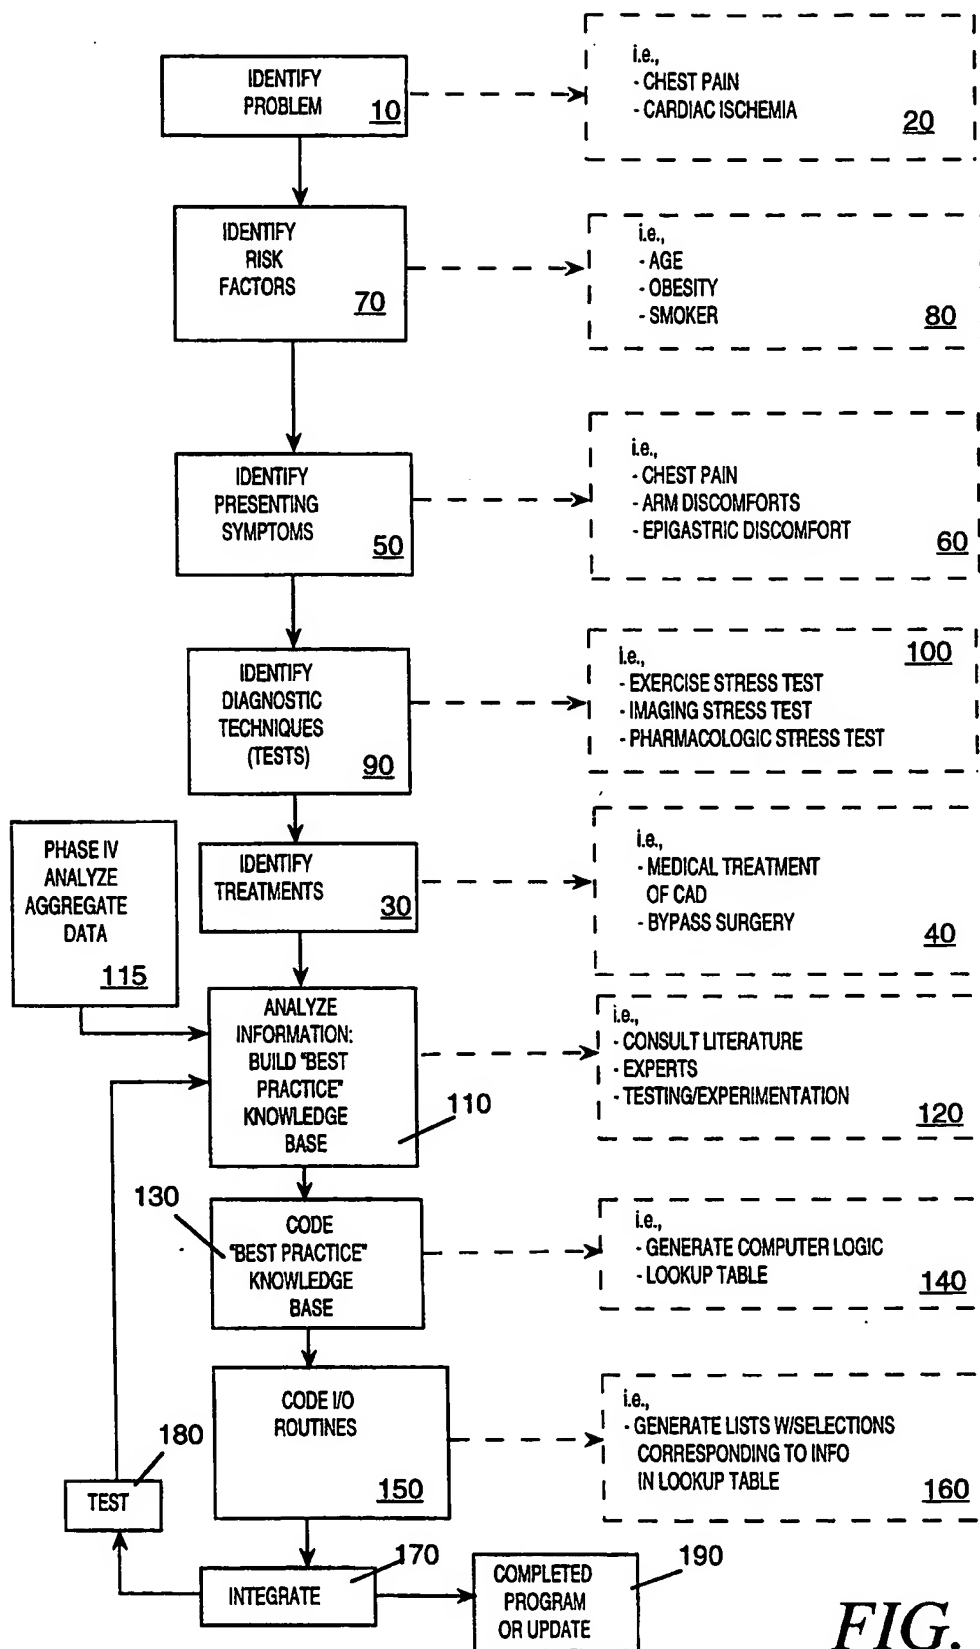 IDENTIFY
PROBLEM
10
i.e.,
- CHEST PAIN
- CARDIAC ISCHEMIA
20
IDENTIFY
RISK
FACTORS
70
i.e.,
- AGE
- OBESITY
- SMOKER
80
IDENTIFY
PRESENTING
SYMPTOMS
50
i.e.,
- CHEST PAIN
- ARM DISCOMFORTS
- EPIGASTRIC DISCOMFORT
60
IDENTIFY
DIAGNOSTIC
TECHNIQUES
(TESTS)
90
100
i.e.,
- EXERCISE STRESS TEST
- IMAGING STRESS TEST
- PHARMACOLOGIC STRESS TEST
PHASE IV
ANALYZE
AGGREGATE
DATA
115
IDENTIFY
TREATMENTS
30
i.e.,
- MEDICAL TREATMENT
OF CAD
- BYPASS SURGERY
40
ANALYZE
INFORMATION:
BUILD "BEST
PRACTICE"
KNOWLEDGE
BASE
110
i.e.,
- CONSULT LITERATURE
- EXPERTS
- TESTING/EXPERIMENTATION
120
130
CODE
"BEST PRACTICE"
KNOWLEDGE
BASE
i.e.,
- GENERATE COMPUTER LOGIC
- LOOKUP TABLE
140
CODE I/O
ROUTINES
150
i.e.,
- GENERATE LISTS W/SELECTIONS
CORRESPONDING TO INFO
IN LOOKUP TABLE
160
180
TEST
170
INTEGRATE
190
COMPLETED
PROGRAM
OR UPDATE
FIG.